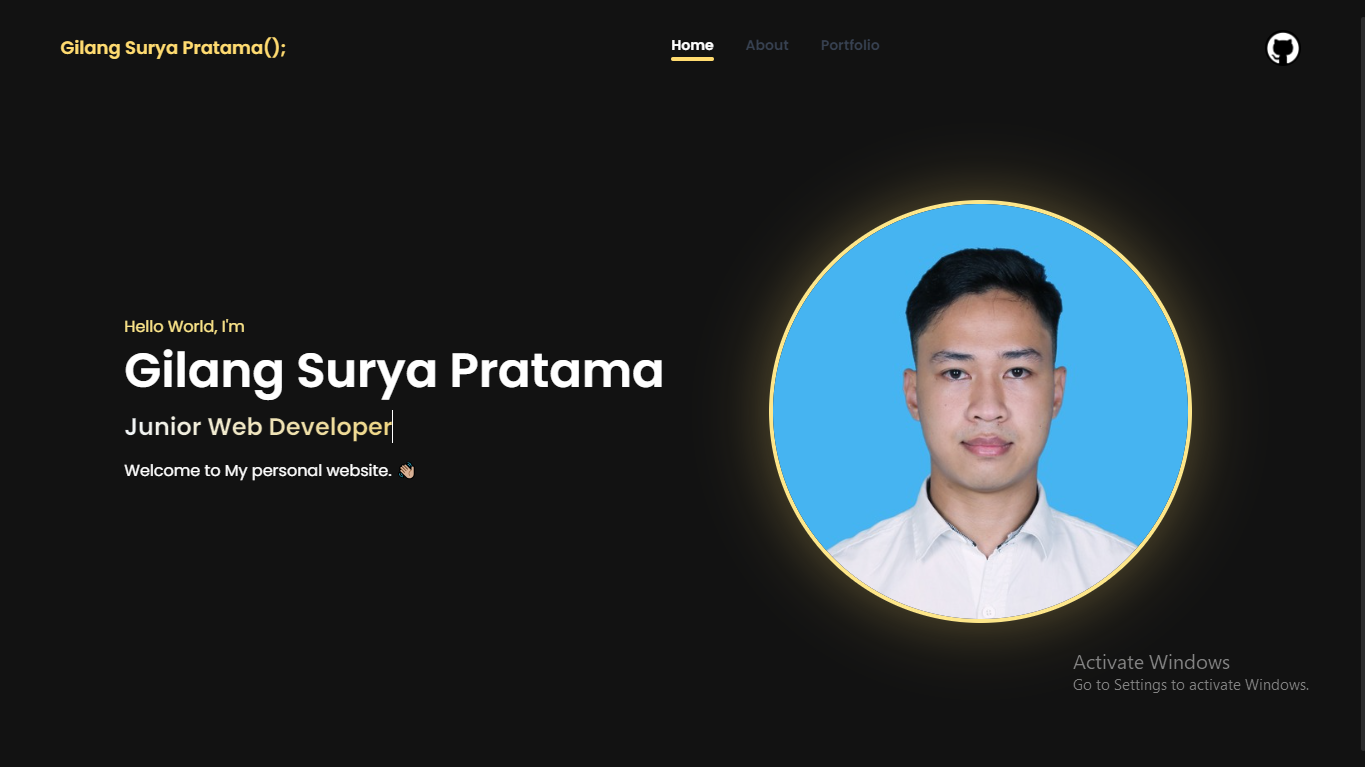 Gilang Surya Pratama();
Home About Portfolio
Hello World, I'm
Gilang Surya Pratama
Junior Web Developer
Welcome to My personal website. 👋🏼
Activate Windows
Go to Settings to activate Windows.